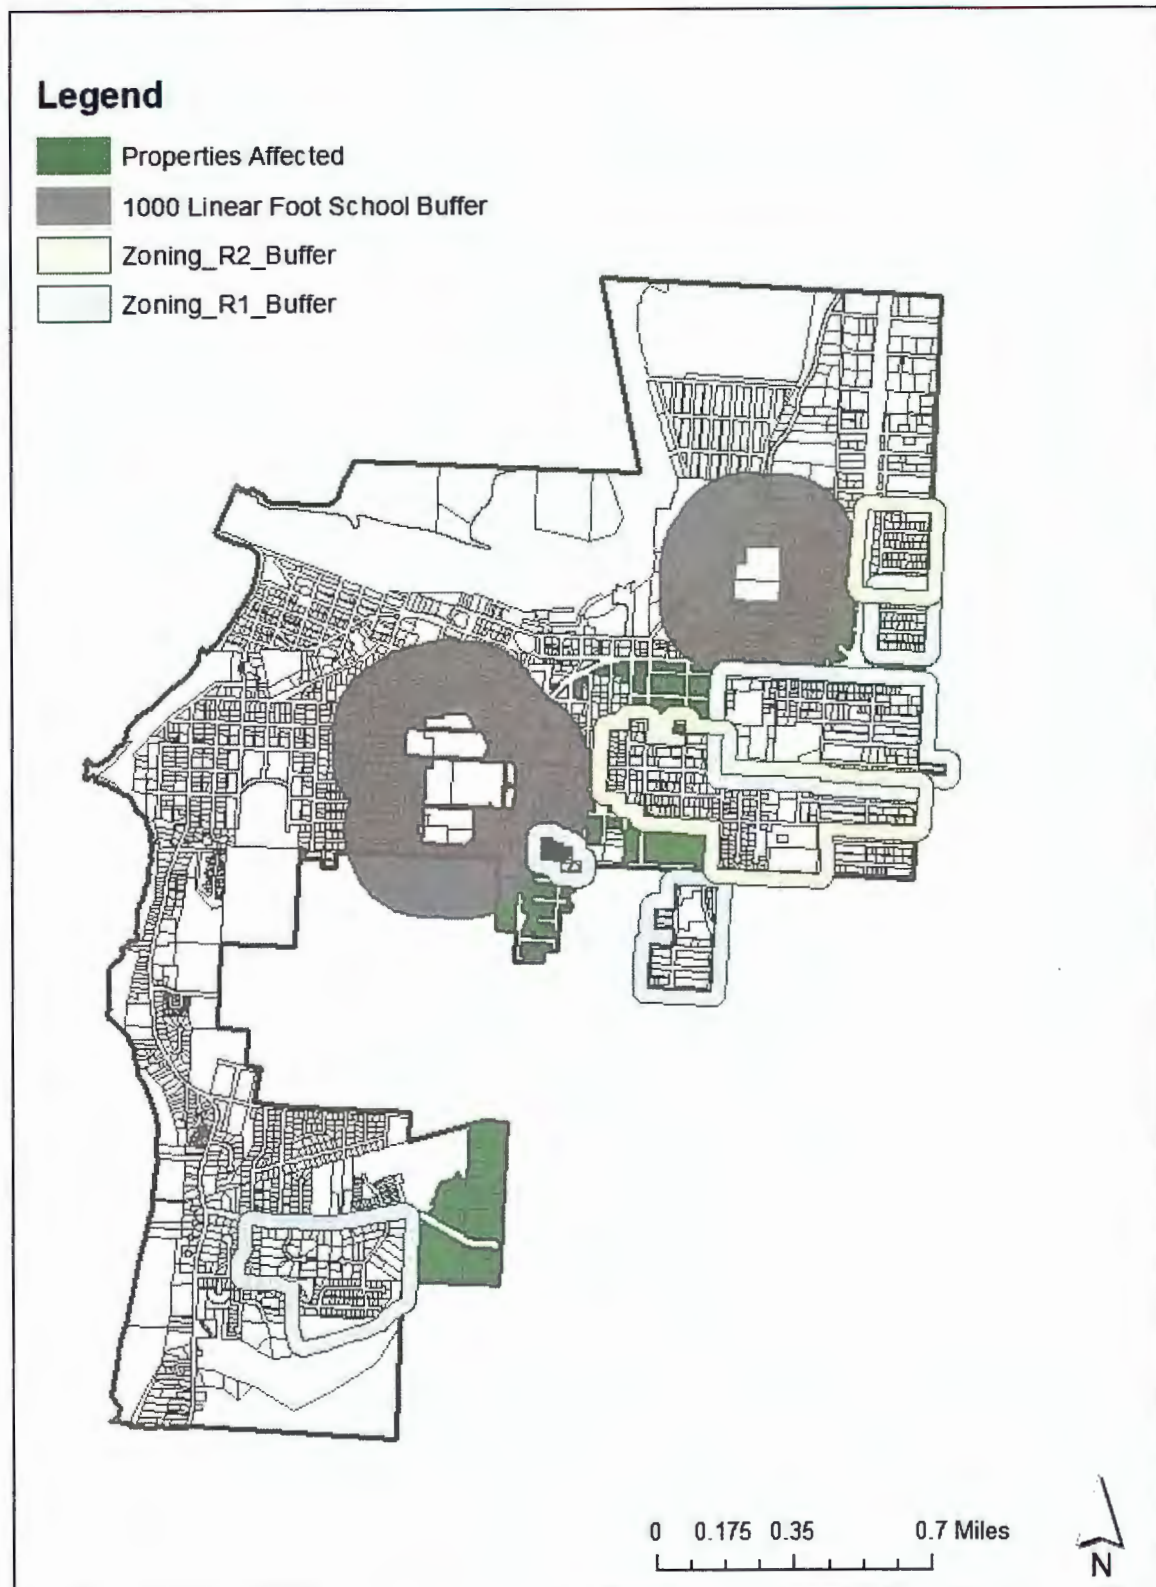 Legend
Properties Affected
1000 Linear Foot School Buffer
Zoning_R2_Buffer
Zoning_R1_Buffer
0 0.175 0.35 0.7 Miles
N